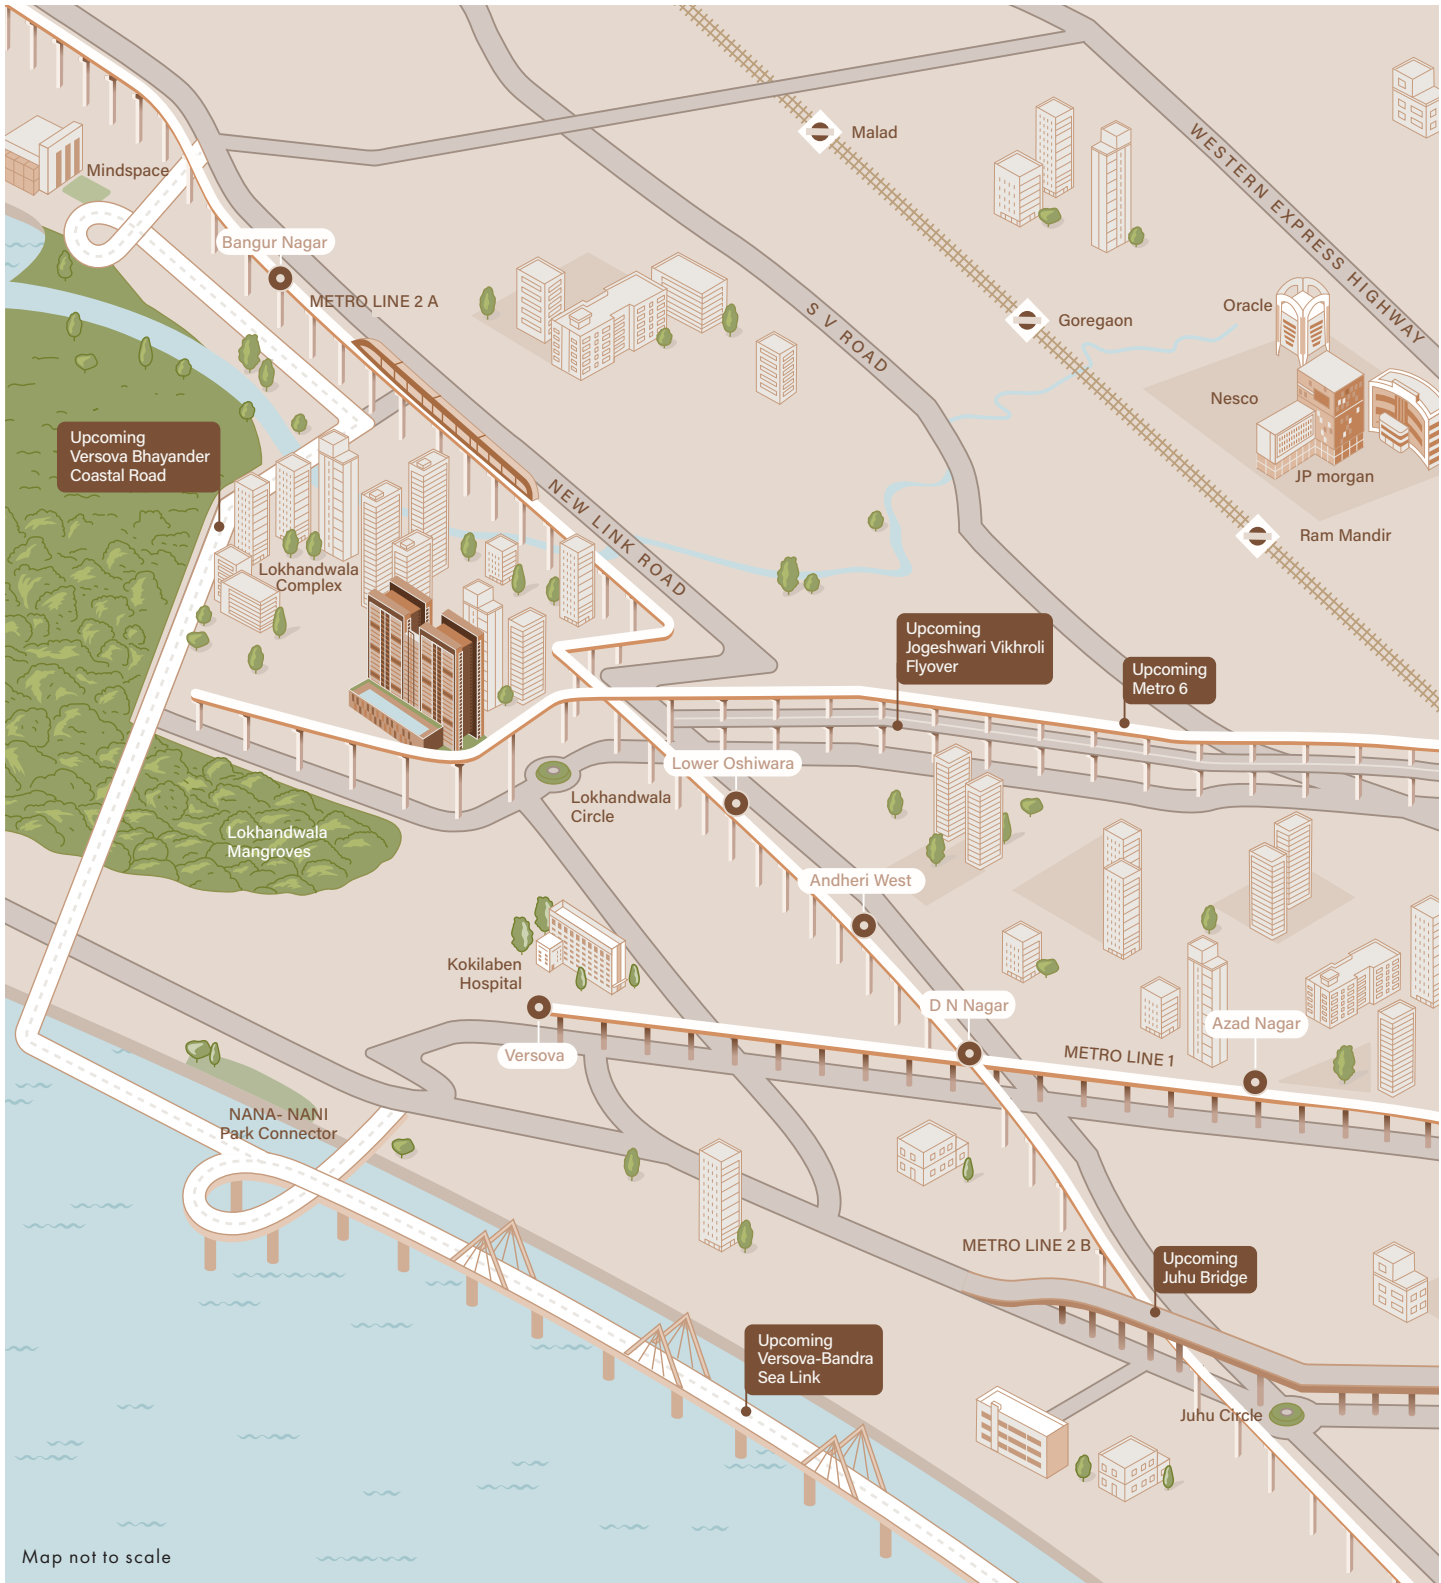 Malad
WESTERN EXPRESS HIGHWAY
Mindspace
Bangur Nagar
METRO LINE 2 A
S V ROAD
Goregaon
Oracle
Nesco
JP morgan
Upcoming
Versova Bhayander
Coastal Road
NEW LINK ROAD
Ram Mandir
Lokhandwala
Complex
Upcoming
Jogeshwari Vikhroli
Flyover
Upcoming
Metro 6
Lower Oshiwara
Lokhandwala
Circle
Lokhandwala
Mangroves
Andheri West
Kokilaben
Hospital
D N Nagar
Azad Nagar
Versova
METRO LINE 1
NANA- NANI
Park Connector
METRO LINE 2 B
Upcoming
Juhu Bridge
Upcoming
Versova-Bandra
Sea Link
Juhu Circle
Map not to scale